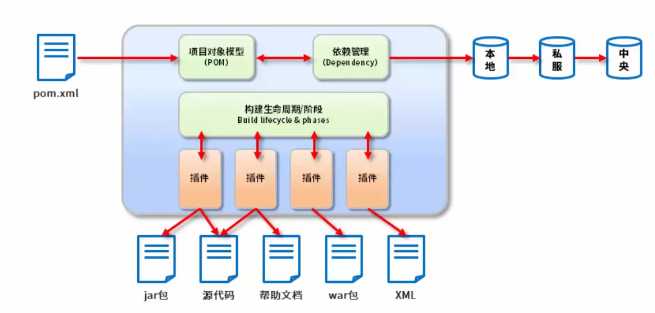 pom.xml
项目对象模型
(POM)
依赖管理
(Dependency)
本地
私服
中央
构建生命周期/阶段
Build lifecycle & phases
插件
插件
插件
插件
jar包
源代码
帮助文档
war包
XML